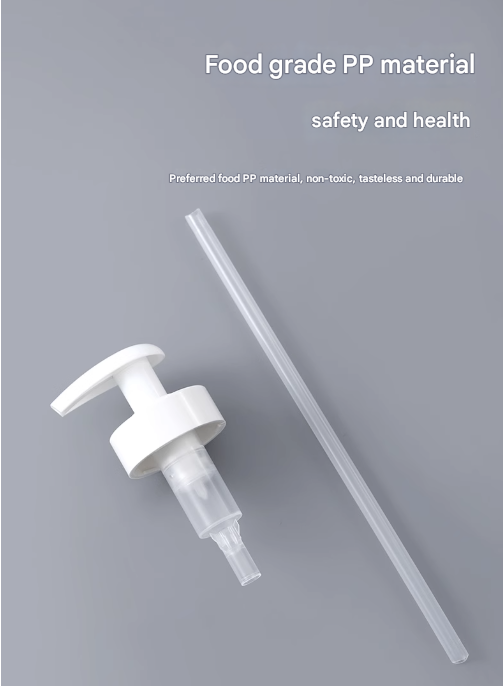 Food grade PP material
safety and health
Preferred food PP material, non-toxic, tasteless and durable